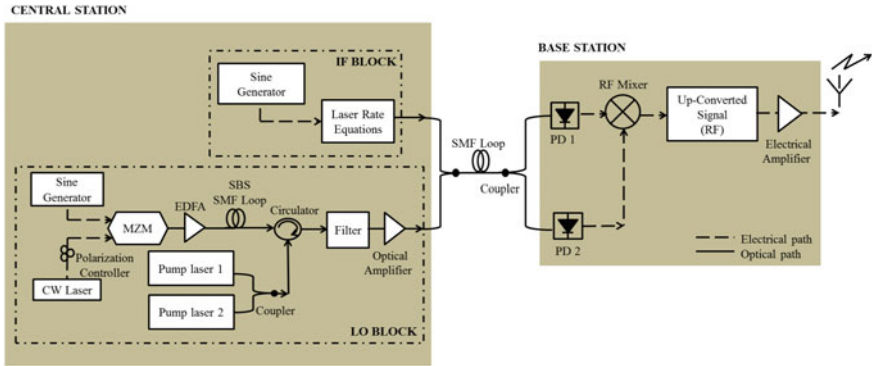 CENTRAL STATION
IF BLOCK
Sine
Generator
Laser Rate
Equations
Sine
Generator
MZM
EDFA
SBS
SMF Loop
Circulator
Filter
Optical
Amplifier
Polarization
Controller
CW Laser
Pump laser 1
Pump laser 2
Coupler
LO BLOCK
SMF Loop
Coupler
BASE STATION
PD 1
RF Mixer
Up-Converted
Signal
(RF)
Electrical
Amplifier
PD 2
Electrical path
Optical path